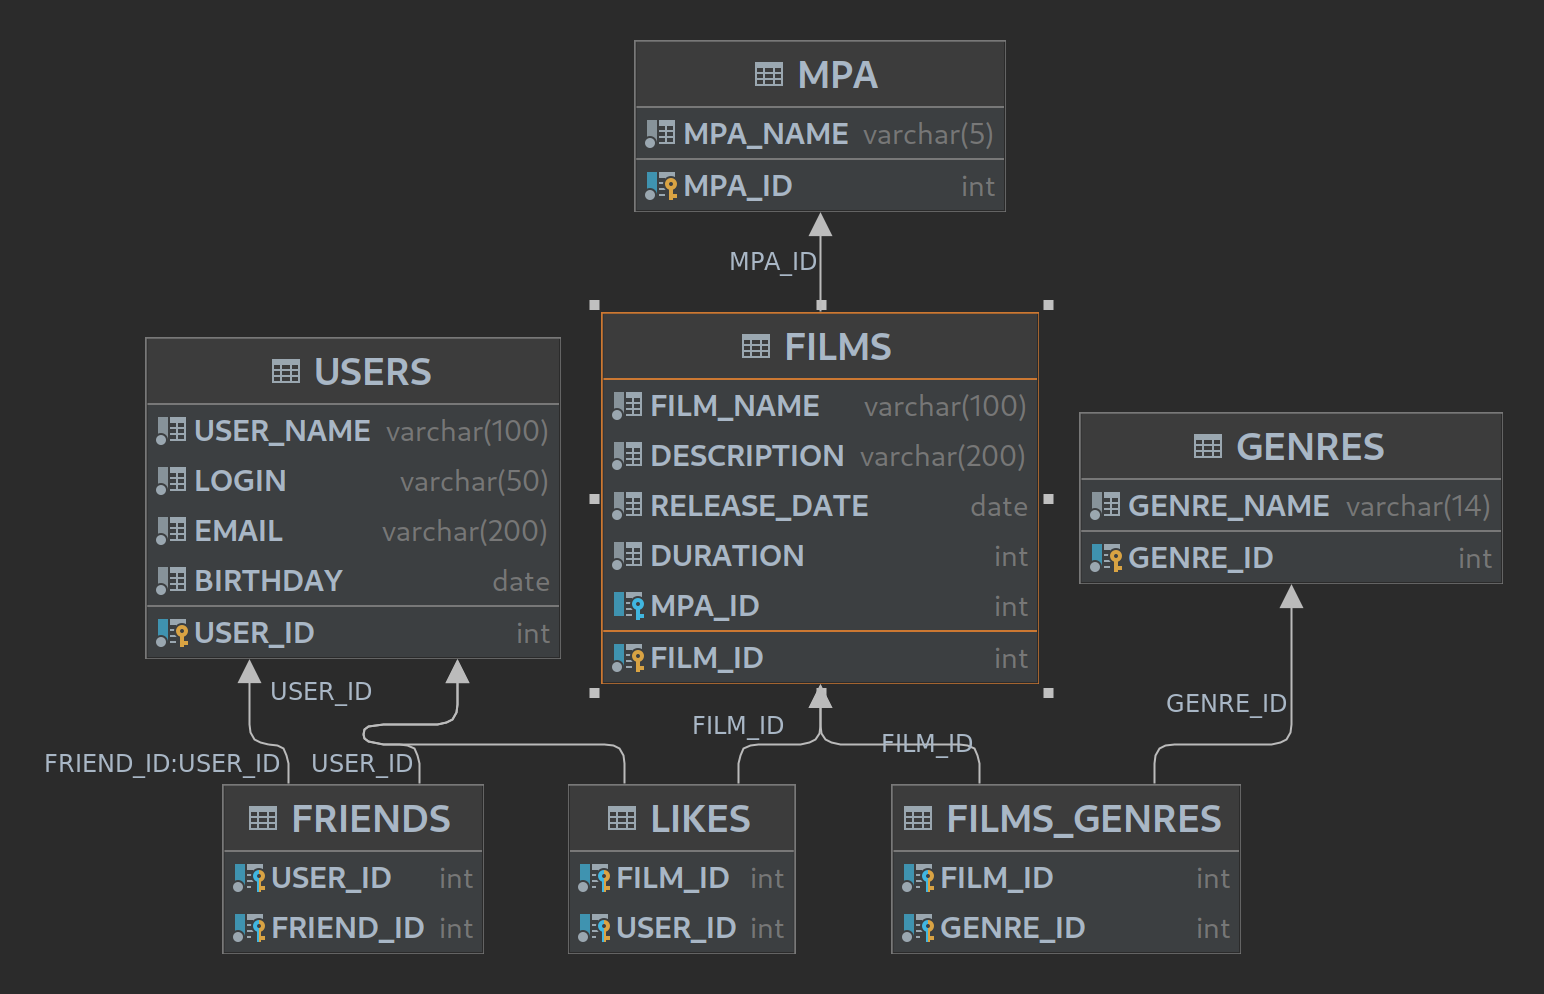 MPA
MPA_NAME varchar(5)
MPA_ID int
MPA_ID
USERS
USER_NAME varchar(100)
LOGIN varchar(50)
EMAIL varchar(200)
BIRTHDAY date
USER_ID int
FILMS
FILM_NAME varchar(100)
DESCRIPTION varchar(200)
RELEASE_DATE date
DURATION int
MPA_ID int
FILM_ID int
GENRES
GENRE_NAME varchar(14)
GENRE_ID int
USER_ID
FILM_ID
GENRE_ID
FILM_ID
FRIEND_ID:USER_ID
USER_ID
FRIENDS
USER_ID int
FRIEND_ID int
LIKES
FILM_ID int
USER_ID int
FILMS_GENRES
FILM_ID int
GENRE_ID int